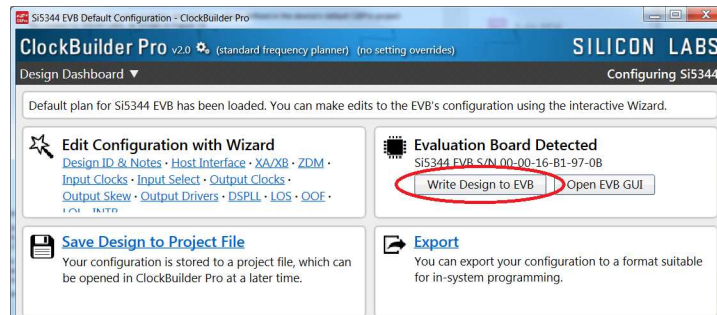 Si5344 EVB Default Configuration - ClockBuilder Pro
ClockBuilder Pro v2.0 (standard frequency planner) (no setting overrides) SILICON LABS
Design Dashboard ▼ Configuring Si5344
Default plan for Si5344 EVB has been loaded. You can make edits to the EVB's configuration using the interactive Wizard.
Edit Configuration with Wizard
Design ID & Notes · Host Interface · XA/XB · ZDM ·
Input Clocks · Input Select · Output Clocks ·
Output Skew · Output Drivers · DSPLL · LOS · OOF ·
LOL · INTR
Evaluation Board Detected
Si5344 EVB S/N 00-00-16-B1-97-0B
Write Design to EVB Open EVB GUI
Save Design to Project File
Your configuration is stored to a project file, which can
be opened in ClockBuilder Pro at a later time.
Export
You can export your configuration to a format suitable
for in-system programming.